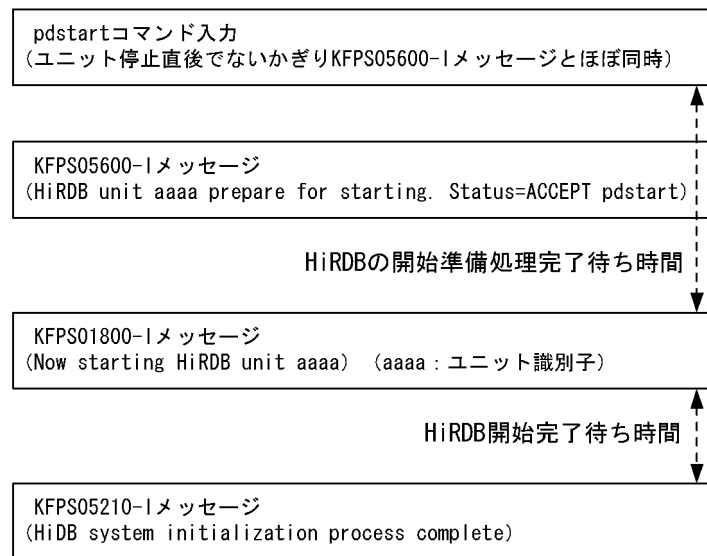 pdstartコマンド入力
(ユニット停止直後でないかぎりKFPS05600-Iメッセージとほぼ同時)
KFPS05600-Iメッセージ
(HiRDB unit aaaa prepare for starting. Status=ACCEPT pdstart)
HiRDBの開始準備処理完了待ち時間
KFPS01800-Iメッセージ
(Now starting HiRDB unit aaaa) (aaaa:ユニット識別子)
HiRDB開始完了待ち時間
KFPS05210-Iメッセージ
(HiDB system initialization process complete)